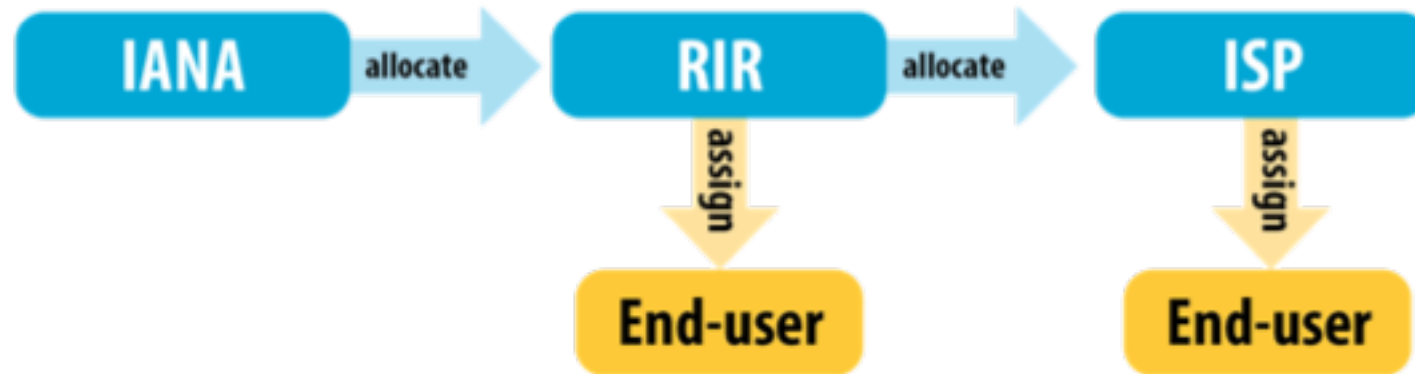 IANA
allocate
RIR
allocate
ISP
assign
assign
End-user
End-user